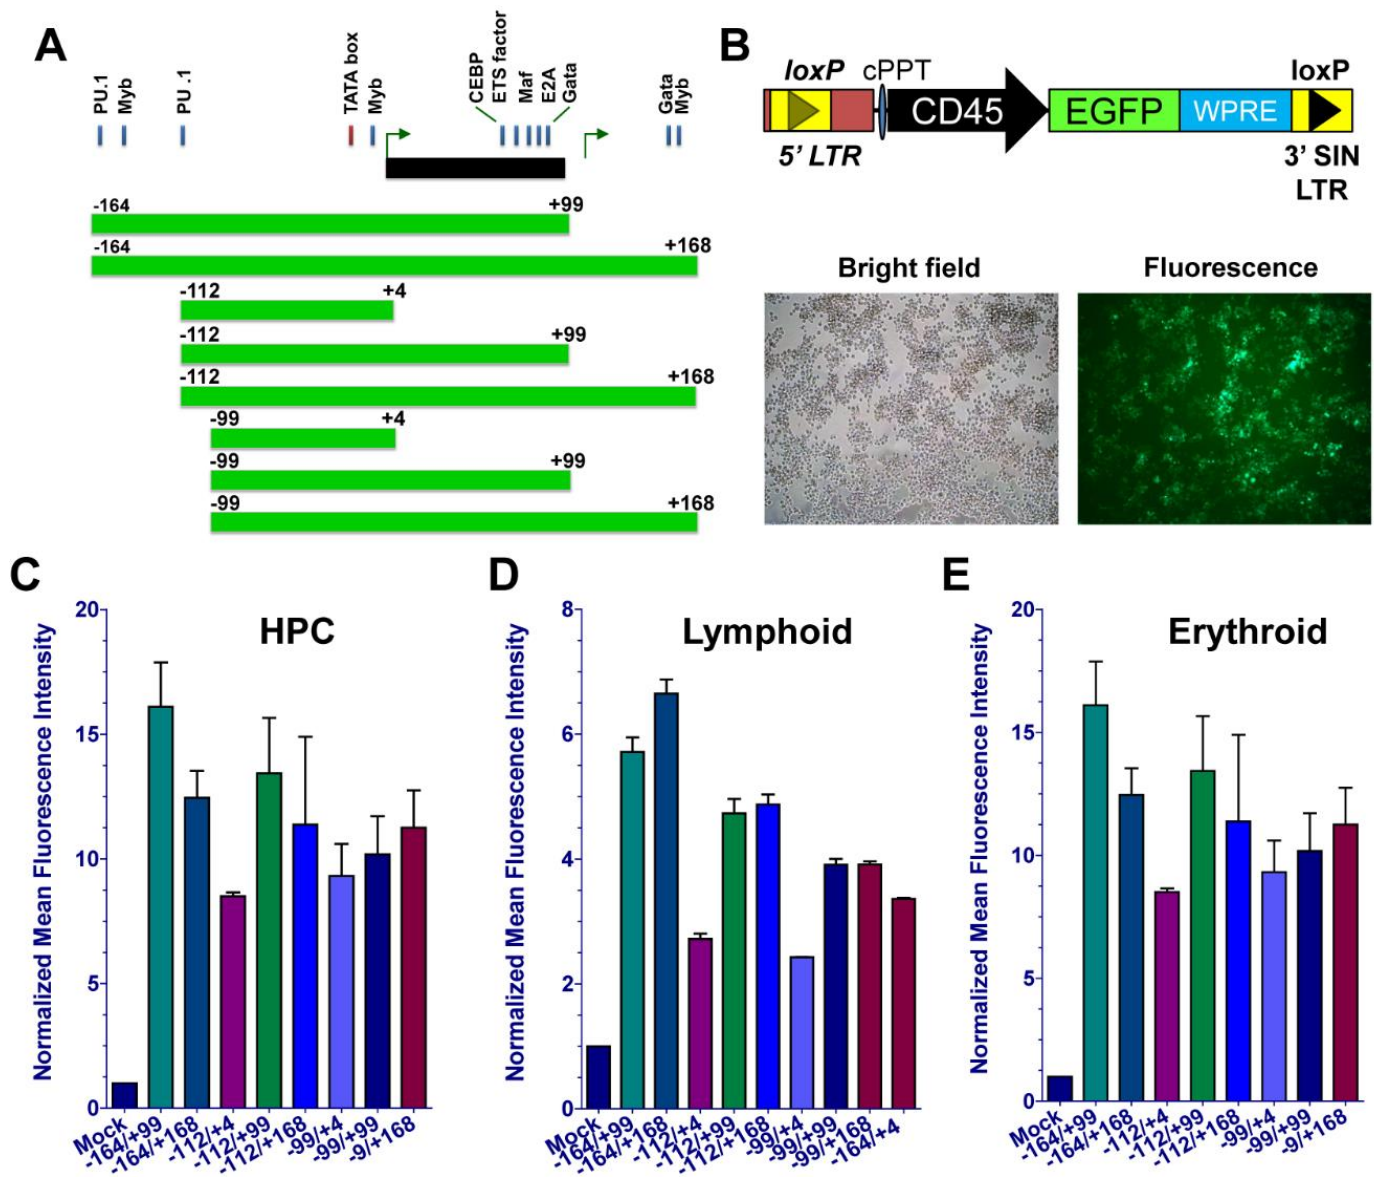 A
PU.1
Myb
PU .1
TATA box
Myb
CEBP
ETS factor
Maf
E2A
Gata
Gata
Myb
-164 +99
-164 +168
-112 +4
-112 +99
-112 +168
-99 +4
-99 +99
-99 +168
B
loxP cPPT loxP
CD45 EGFP WPRE
5' LTR 3' SIN
LTR
Bright field Fluorescence
C
HPC
Normalized Mean Fluorescence Intensity
20
15
10
5
0
Mock
-164/+99
-164/+168
-112/+4
-112/+99
-112/+168
-99/+4
-99/+99
-9/+168
D
Lymphoid
Normalized Mean Fluorescence Intensity
8
6
4
2
0
Mock
-164/+99
-164/+168
-112/+4
-112/+99
-112/+168
-99/+4
-99/+99
-99/+168
-164/+4
E
Erythroid
Normalized Mean Fluorescence Intensity
20
15
10
5
0
Mock
-164/+99
-164/+168
-112/+4
-112/+99
-112/+168
-99/+4
-99/+99
-9/+168